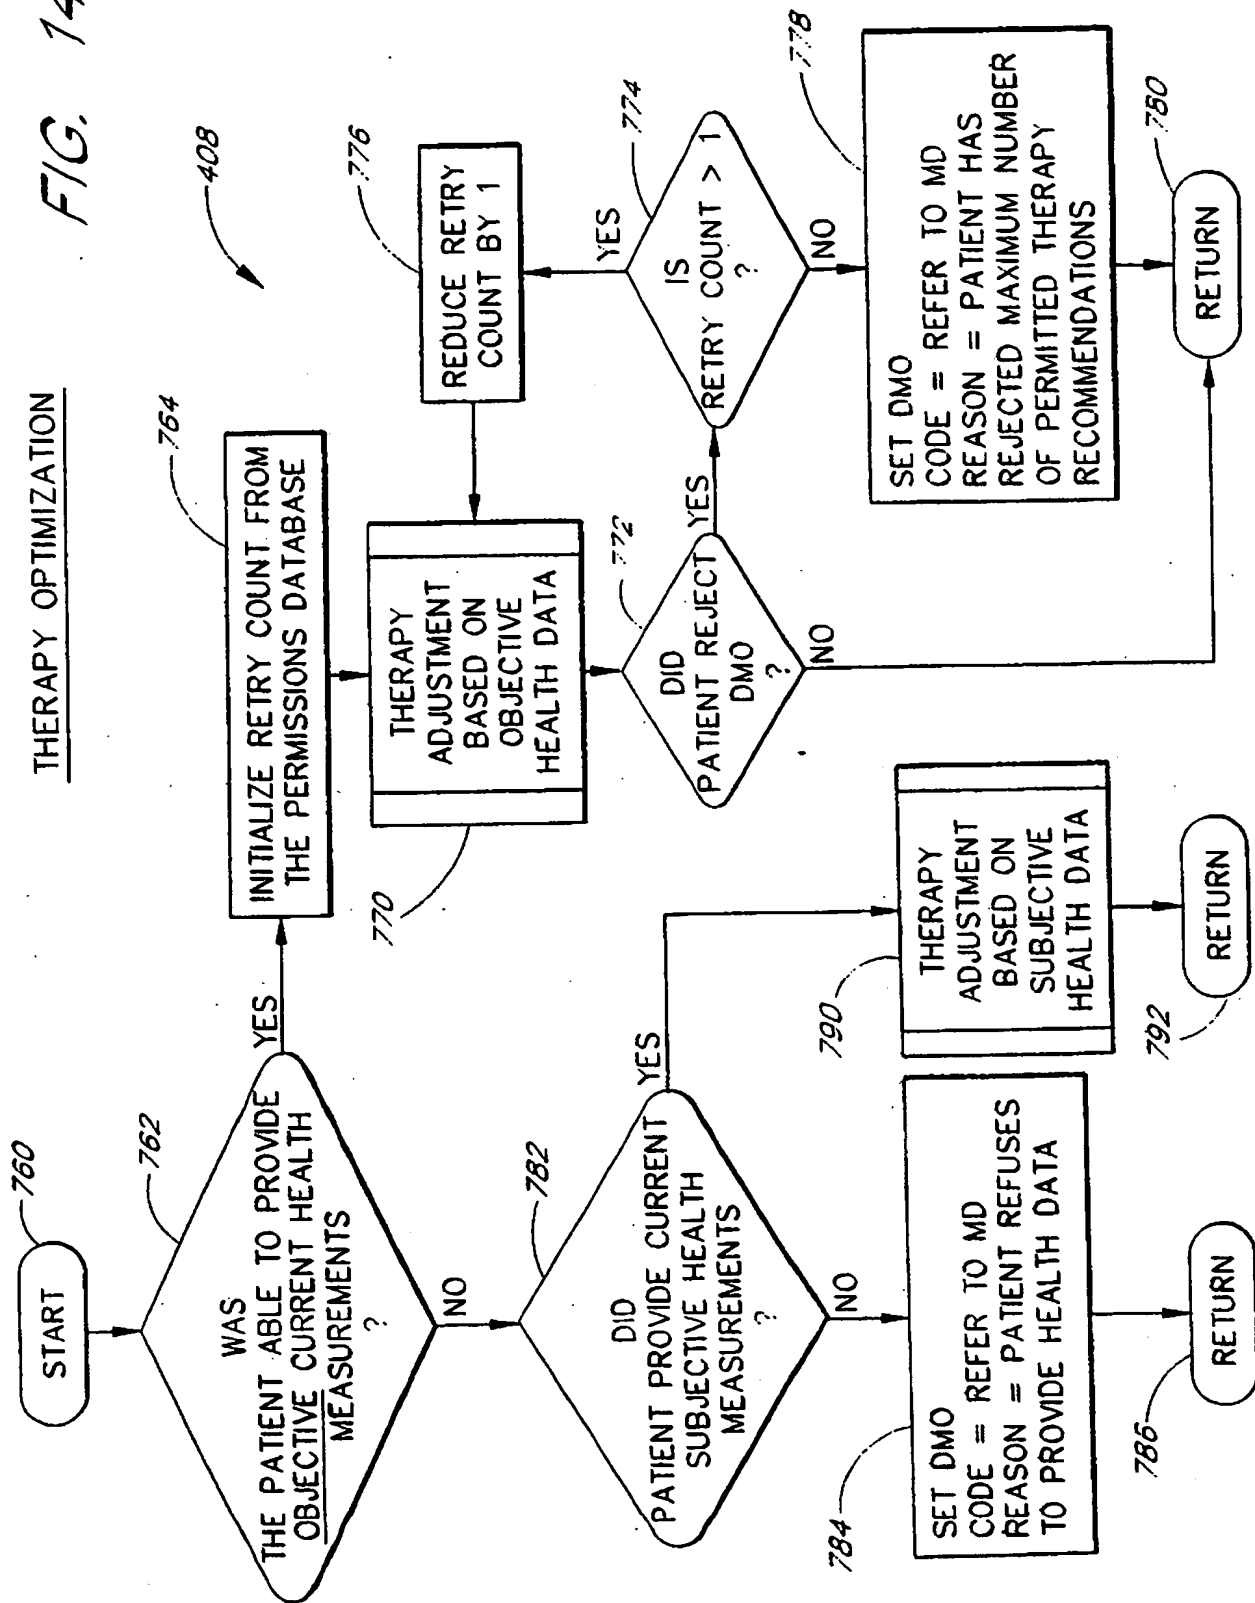 FIG. 14
THERAPY OPTIMIZATION
408
START
760
WAS
THE PATIENT ABLE TO PROVIDE
OBJECTIVE CURRENT HEALTH
MEASUREMENTS
?
762
YES
NO
INITIALIZE RETRY COUNT FROM
THE PERMISSIONS DATABASE
764
THERAPY
ADJUSTMENT
BASED ON
OBJECTIVE
HEALTH DATA
770
REDUCE RETRY
COUNT BY 1
776
DID
PATIENT REJECT
DMO
?
772
YES
NO
IS
RETRY COUNT > 1
?
774
YES
NO
SET DMO
CODE = REFER TO MD
REASON = PATIENT HAS
REJECTED MAXIMUM NUMBER
OF PERMITTED THERAPY
RECOMMENDATIONS
778
RETURN
780
DID
PATIENT PROVIDE CURRENT
SUBJECTIVE HEALTH
MEASUREMENTS
?
782
YES
NO
THERAPY
ADJUSTMENT
BASED ON
SUBJECTIVE
HEALTH DATA
790
RETURN
792
SET DMO
CODE = REFER TO MD
REASON = PATIENT REFUSES
TO PROVIDE HEALTH DATA
784
RETURN
786